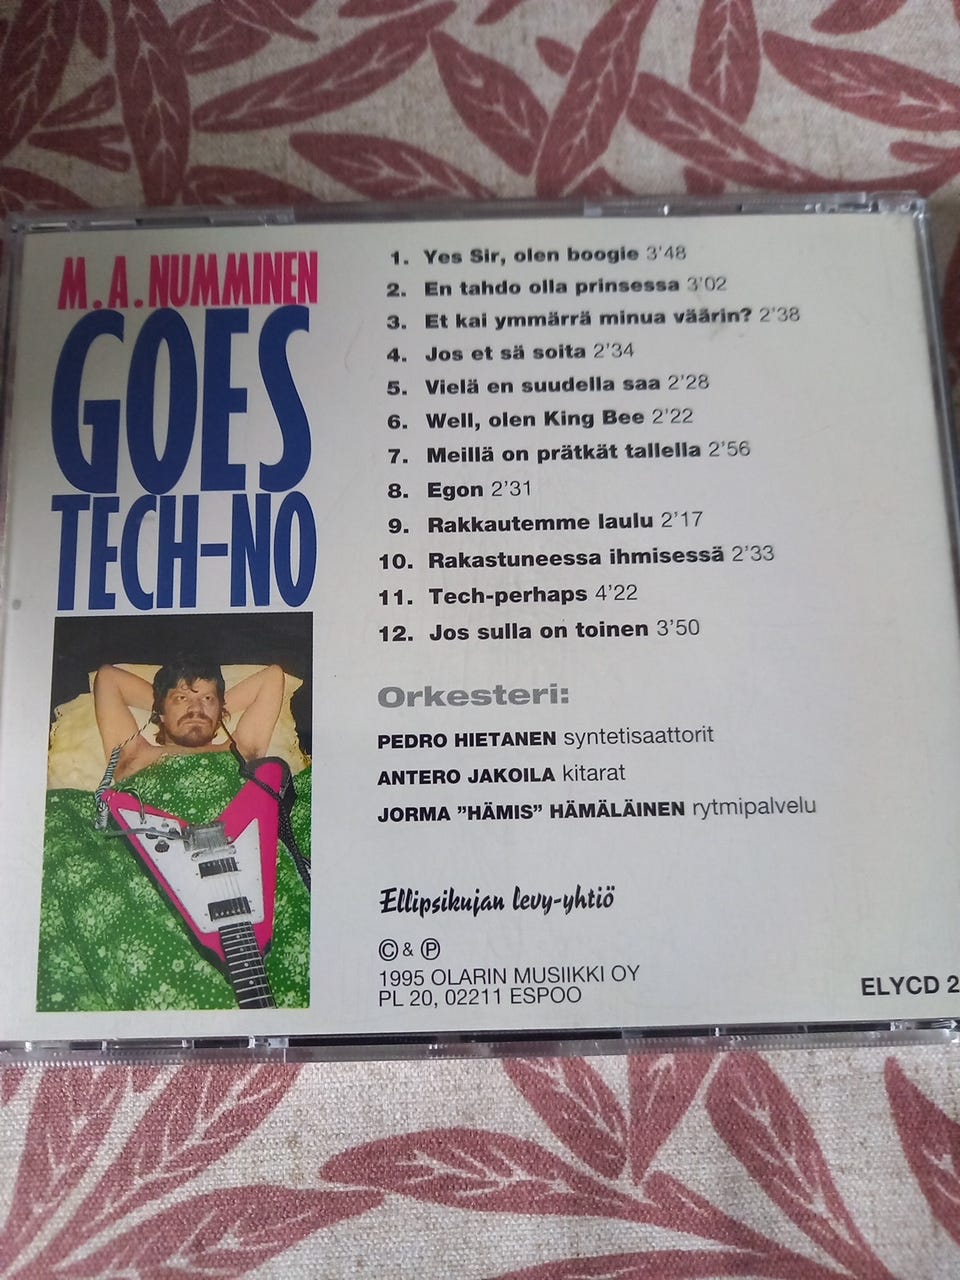 M.A. NUMMINEN
GOES
TECH-NO
1. Yes Sir, olen boogie 3'48
2. En tahdo olla prinsessa 3'02
3. Et kai ymmärrä minua väärin? 2'38
4. Jos et sä soita 2'34
5. Vielä en suudella saa 2'28
6. Well, olen King Bee 2'22
7. Meillä on prätkät tallella 2'56
8. Egon 2'31
9. Rakkautemme laulu 2'17
10. Rakastuneessa ihmisessä 2'33
11. Tech-perhaps 4'22
12. Jos sulla on toinen 3'50
Orkesteri:
PEDRO HIETANEN syntetisaattorit
ANTERO JAKOILA kitarat
JORMA "HÄMIS" HÄMÄLÄINEN rytmipalvelu
Ellipsikujan levy-yhtiö
© & ℗
1995 OLARIN MUSIIKKI OY
PL 20, 02211 ESPOO
ELYCD 2